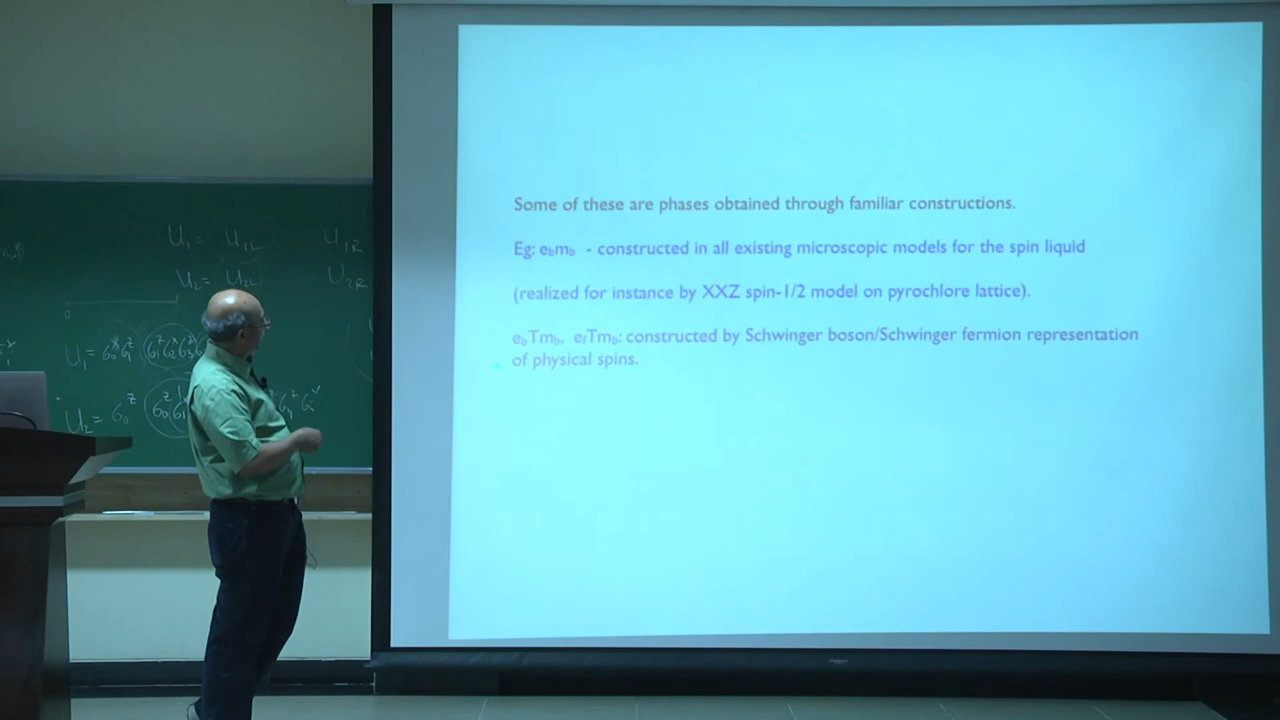 Some of these are phases obtained through familiar constructions.
Eg: e_bm_b - constructed in all existing microscopic models for the spin liquid
(realized for instance by XXZ spin-1/2 model on pyrochlore lattice).
e_bTm_b, e_fTm_b: constructed by Schwinger boson/Schwinger fermion representation
of physical spins.
U₁ = U₁L U₁R
U₂ = U₂L ... U₂R
U₁ =
U₂ =